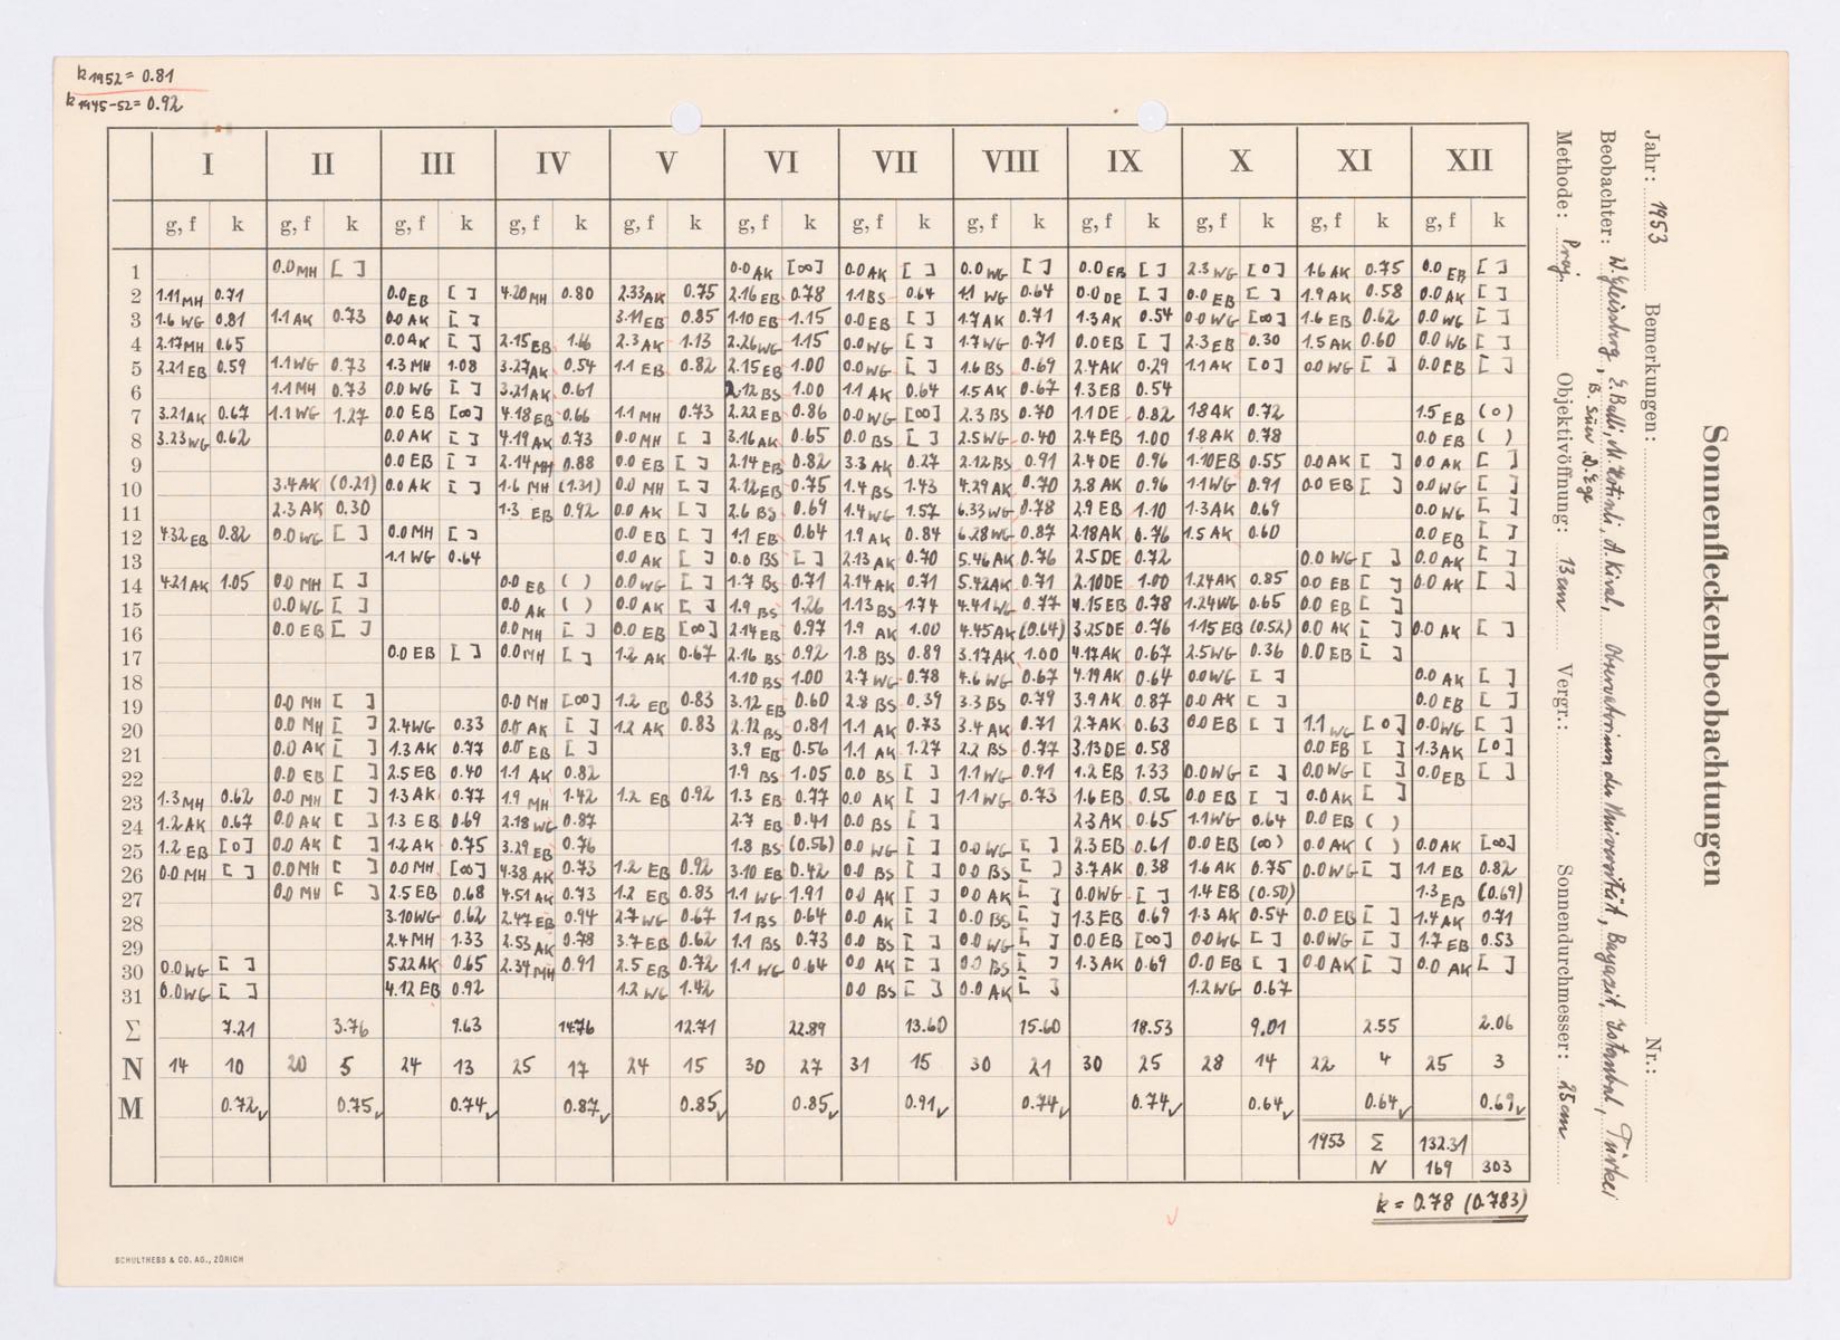 k1952 = 0.81
k1945-52 = 0.92
Sonnenfleckenbeobachtungen
Jahr: 1953 Bemerkungen: Nr.:
Beobachter: W. Gleissberg, E. Balli, M. Hotinli, A. Kiral, Observatorium der Universität, Bayazit, Istanbul, Türkei
B. Süer, D. Ege
Methode: Proj. Objektivöffnung: 13 cm Vergr.: Sonnendurchmesser: 25 cm
I II III IV V VI VII VIII IX X XI XII
g, f k g, f k g, f k g, f k g, f k g, f k g, f k g, f k g, f k g, f k g, f k g, f k
1 0.0 MH [ ] 0.0 AK [∞] 0.0 AK [ ] 0.0 WG [ ] 0.0 EB [ ] 2.3 WG [0] 1.6 AK 0.75 0.0 EB [ ]
2 1.11 MH 0.71 0.0 EB [ ] 4.20 MH 0.80 2.33 AK 0.75 2.16 EB 0.78 1.1 BS 0.64 1.1 WG 0.64 0.0 DE [ ] 0.0 EB [ ] 1.9 AK 0.58 0.0 AK [ ]
3 1.6 WG 0.81 1.1 AK 0.73 0.0 AK [ ] 3.11 EB 0.85 1.10 EB 1.15 0.0 EB [ ] 1.7 AK 0.71 1.3 AK 0.54 0.0 WG [∞] 1.6 EB 0.62 0.0 WG [ ]
4 2.17 MH 0.65 0.0 AK [ ] 2.15 EB 1.16 2.3 AK 1.13 2.26 WG 1.15 0.0 WG [ ] 1.7 WG 0.71 0.0 EB [ ] 2.3 EB 0.30 1.5 AK 0.60 0.0 WG [ ]
5 2.21 EB 0.59 1.1 WG 0.73 1.3 MH 1.08 3.27 AK 0.54 1.1 EB 0.82 2.15 EB 1.00 0.0 WG [ ] 1.6 BS 0.69 2.4 AK 0.29 1.1 AK [0] 0.0 WG [ ] 0.0 EB [ ]
6 1.1 MH 0.73 0.0 WG [ ] 3.21 AK 0.61 2.12 BS 1.00 1.1 AK 0.64 1.5 AK 0.67 1.3 EB 0.54
7 3.21 AK 0.67 1.1 WG 1.27 0.0 EB [∞] 4.18 EB 0.66 1.1 MH 0.73 2.22 EB 0.86 0.0 WG [∞] 2.3 BS 0.70 1.1 DE 0.82 1.8 AK 0.72 1.5 EB (0)
8 3.23 WG 0.62 0.0 AK [ ] 4.19 AK 0.73 0.0 MH [ ] 3.16 AK 0.65 0.0 BS [ ] 2.5 WG 0.40 2.4 EB 1.00 1.8 AK 0.78 0.0 EB ( )
9 0.0 EB [ ] 2.14 MH 0.88 0.0 EB [ ] 2.14 EB 0.82 3.3 AK 0.27 2.12 BS 0.91 2.4 DE 0.96 1.10 EB 0.55 0.0 AK [ ] 0.0 AK [ ]
10 3.4 AK (0.21) 0.0 AK [ ] 1.6 MH (1.31) 0.0 MH [ ] 2.12 EB 0.75 1.4 BS 1.43 4.29 AK 0.70 2.8 AK 0.96 1.1 WG 0.91 0.0 EB [ ] 0.0 WG [ ]
11 2.3 AK 0.30 1.3 EB 0.92 0.0 AK [ ] 2.6 BS 0.69 1.4 WG 1.57 6.33 WG 0.78 2.9 EB 1.10 1.3 AK 0.69 0.0 WG [ ]
12 4.32 EB 0.82 0.0 WG [ ] 0.0 MH [ ] 0.0 EB [ ] 1.1 EB 0.64 1.9 AK 0.84 6.28 WG 0.87 2.18 AK 0.76 1.5 AK 0.60 0.0 EB [ ]
13 1.1 WG 0.64 0.0 AK [ ] 0.0 BS [ ] 2.13 AK 0.70 5.46 AK 0.76 2.5 DE 0.72 0.0 WG [ ] 0.0 AK [ ]
14 4.21 AK 1.05 0.0 MH [ ] 0.0 EB ( ) 0.0 WG [ ] 1.7 BS 0.71 2.14 AK 0.71 5.42 AK 0.71 2.10 DE 1.00 1.24 AK 0.85 0.0 EB [ ] 0.0 AK [ ]
15 0.0 WG [ ] 0.0 AK ( ) 0.0 AK [ ] 1.9 BS 1.26 1.13 BS 1.74 4.41 WG 0.77 4.15 EB 0.78 1.24 WG 0.65 0.0 EB [ ]
16 0.0 EB [ ] 0.0 MH [ ] 0.0 EB [∞] 2.14 EB 0.97 1.9 AK 1.00 4.45 AK (0.64) 3.25 DE 0.76 1.15 EB (0.52) 0.0 AK [ ] 0.0 AK [ ]
17 0.0 EB [ ] 0.0 MH [ ] 1.2 AK 0.67 2.16 BS 0.92 1.8 BS 0.89 3.17 AK 1.00 4.17 AK 0.67 2.5 WG 0.36 0.0 EB [ ]
18 1.10 BS 1.00 2.7 WG 0.78 4.6 WG 0.67 4.19 AK 0.64 0.0 WG [ ] 0.0 AK [ ]
19 0.0 MH [ ] 0.0 MH [∞] 1.2 EB 0.83 3.12 EB 0.60 2.8 BS 0.39 3.3 BS 0.79 3.9 AK 0.87 0.0 AK [ ] 0.0 EB [ ]
20 0.0 MH [ ] 2.4 WG 0.33 0.0 AK [ ] 1.2 AK 0.83 2.12 BS 0.81 1.1 AK 0.73 3.4 AK 0.71 2.7 AK 0.63 0.0 EB [ ] 1.1 WG [0] 0.0 WG [ ]
21 0.0 AK [ ] 1.3 AK 0.77 0.0 EB [ ] 3.9 EB 0.56 1.1 AK 1.27 2.2 BS 0.77 3.13 DE 0.58 0.0 EB [ ] 1.3 AK [0]
22 0.0 EB [ ] 2.5 EB 0.40 1.1 AK 0.82 1.9 BS 1.05 0.0 BS [ ] 1.1 WG 0.91 1.2 EB 1.33 0.0 WG [ ] 0.0 WG [ ] 0.0 EB [ ]
23 1.3 MH 0.62 0.0 MH [ ] 1.3 AK 0.77 1.9 MH 1.42 1.2 EB 0.92 1.3 EB 0.77 0.0 AK [ ] 1.1 WG 0.73 1.6 EB 0.56 0.0 EB [ ] 0.0 AK [ ]
24 1.2 AK 0.67 0.0 AK [ ] 1.3 EB 0.69 2.18 WG 0.87 2.7 EB 0.41 0.0 BS [ ] 2.3 AK 0.65 1.1 WG 0.64 0.0 EB ( )
25 1.2 EB [0] 0.0 AK [ ] 1.2 AK 0.75 3.29 EB 0.76 1.8 BS (0.56) 0.0 WG [ ] 0.0 WG [ ] 2.3 EB 0.61 0.0 EB (∞) 0.0 AK ( ) 0.0 AK [∞]
26 0.0 MH [ ] 0.0 MH [ ] 0.0 MH [∞] 4.38 AK 0.73 1.2 EB 0.92 3.10 EB 0.42 0.0 BS [ ] 0.0 BS [ ] 3.7 AK 0.38 1.6 AK 0.75 0.0 WG [ ] 1.1 EB 0.82
27 0.0 MH [ ] 2.5 EB 0.68 4.51 AK 0.73 1.2 EB 0.83 1.1 WG 1.91 0.0 AK [ ] 0.0 AK [ ] 0.0 WG [ ] 1.4 EB (0.50) 1.3 EB (0.69)
28 3.10 WG 0.62 2.47 EB 0.94 2.7 WG 0.67 1.1 BS 0.64 0.0 AK [ ] 0.0 BS [ ] 1.3 EB 0.69 1.3 AK 0.54 0.0 EB [ ] 1.4 AK 0.71
29 2.4 MH 1.33 2.53 AK 0.78 3.7 EB 0.62 1.1 BS 0.73 0.0 BS [ ] 0.0 WG [ ] 0.0 EB [∞] 0.0 WG [ ] 0.0 WG [ ] 1.7 EB 0.53
30 0.0 WG [ ] 5.22 AK 0.65 2.34 MH 0.91 2.5 EB 0.72 1.1 WG 0.64 0.0 AK [ ] 0.0 BS [ ] 1.3 AK 0.69 0.0 EB [ ] 0.0 AK [ ] 0.0 AK [ ]
31 0.0 WG [ ] 4.12 EB 0.92 1.2 WG 1.42 0.0 BS [ ] 0.0 AK [ ] 1.2 WG 0.67
Σ 7.21 3.76 9.63 14.76 12.71 22.89 13.60 15.60 18.53 9.01 2.55 2.06
N 14 10 20 5 24 13 25 17 24 15 30 27 31 15 30 21 30 25 28 14 22 4 25 3
M 0.72 0.75 0.74 0.87 0.85 0.85 0.91 0.74 0.74 0.64 0.64 0.69
1953 Σ 132.31
N 169 303
k = 0.78 (0.783)
SCHULTHESS & CO. AG., ZÜRICH